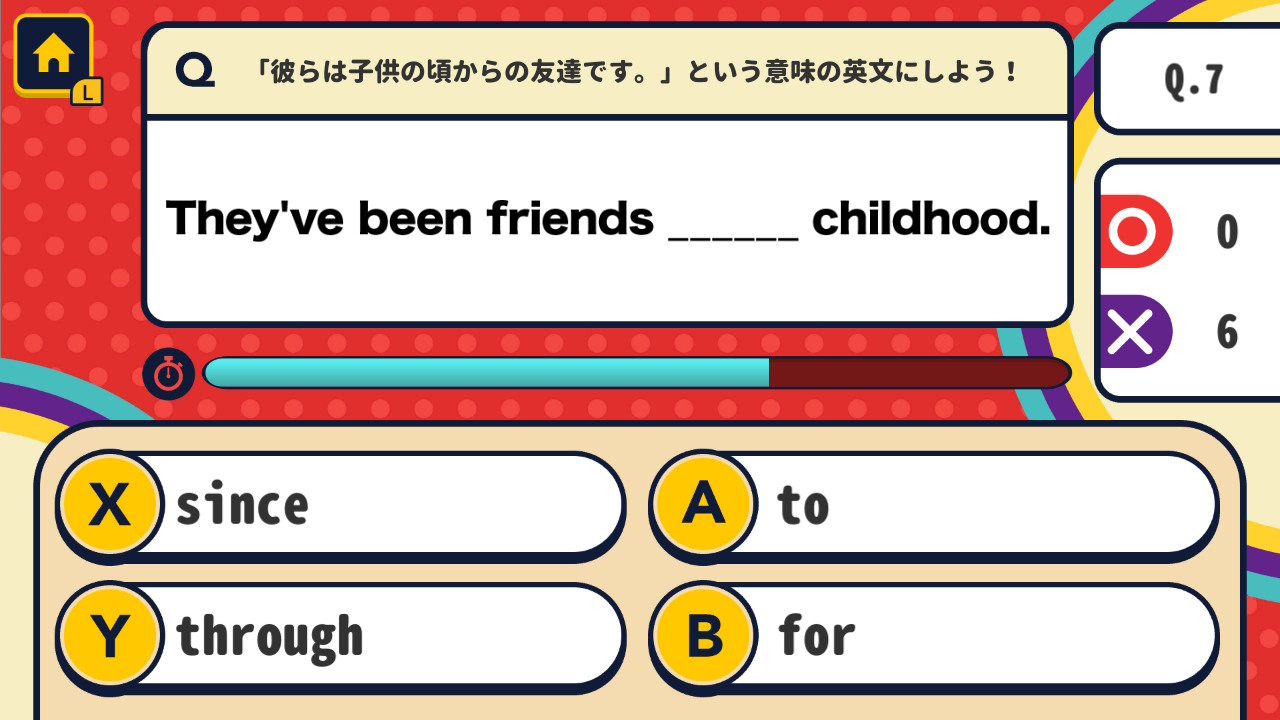 L
Q 「彼らは子供の頃からの友達です。」という意味の英文にしよう！
Q.7
They've been friends ______ childhood.
0
6
X since
A to
Y through
B for